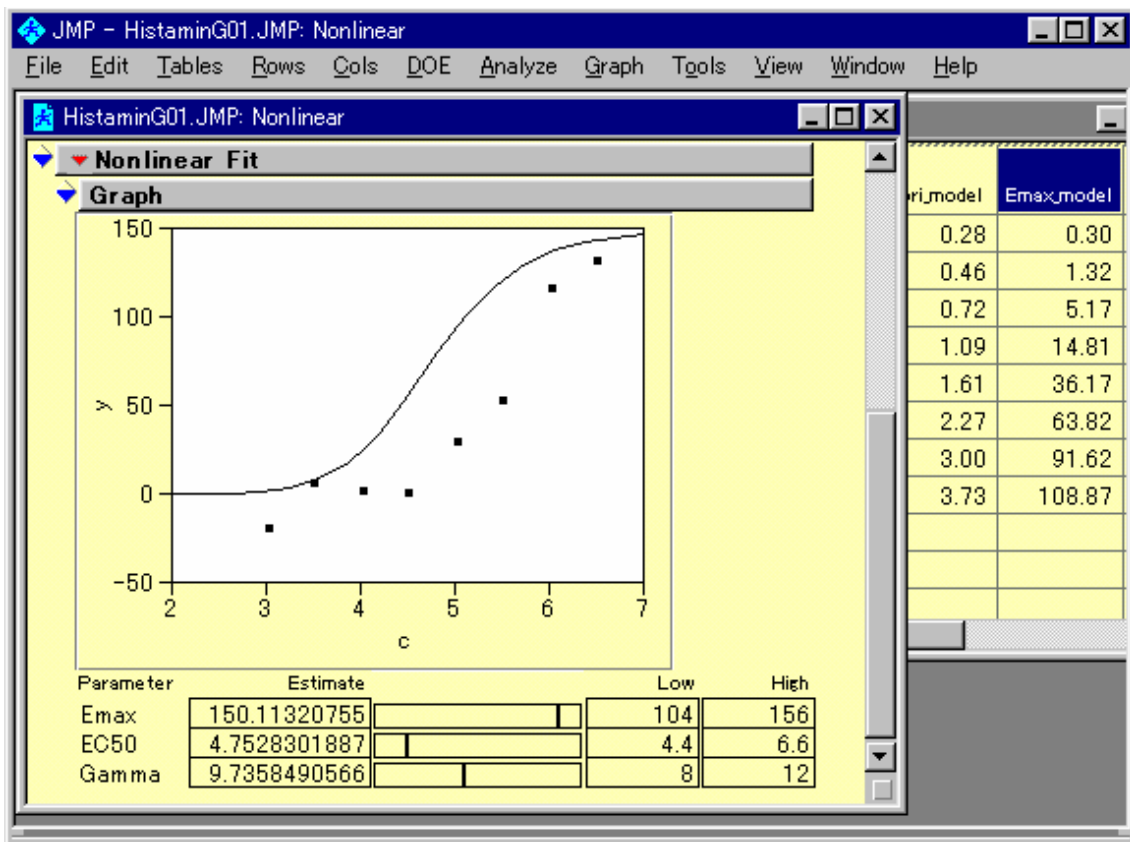 JMP - HistaminG01.JMP: Nonlinear
File Edit Tables Rows Cols DOE Analyze Graph Tools View Window Help
HistaminG01.JMP: Nonlinear
Nonlinear Fit
Graph
150
100
50
0
-50
y
2 3 4 5 6 7
c
Parameter Estimate Low High
Emax 150.11320755 104 156
EC50 4.7528301887 4.4 6.6
Gamma 9.7358490566 8 12
ri_model Emax_model
0.28 0.30
0.46 1.32
0.72 5.17
1.09 14.81
1.61 36.17
2.27 63.82
3.00 91.62
3.73 108.87